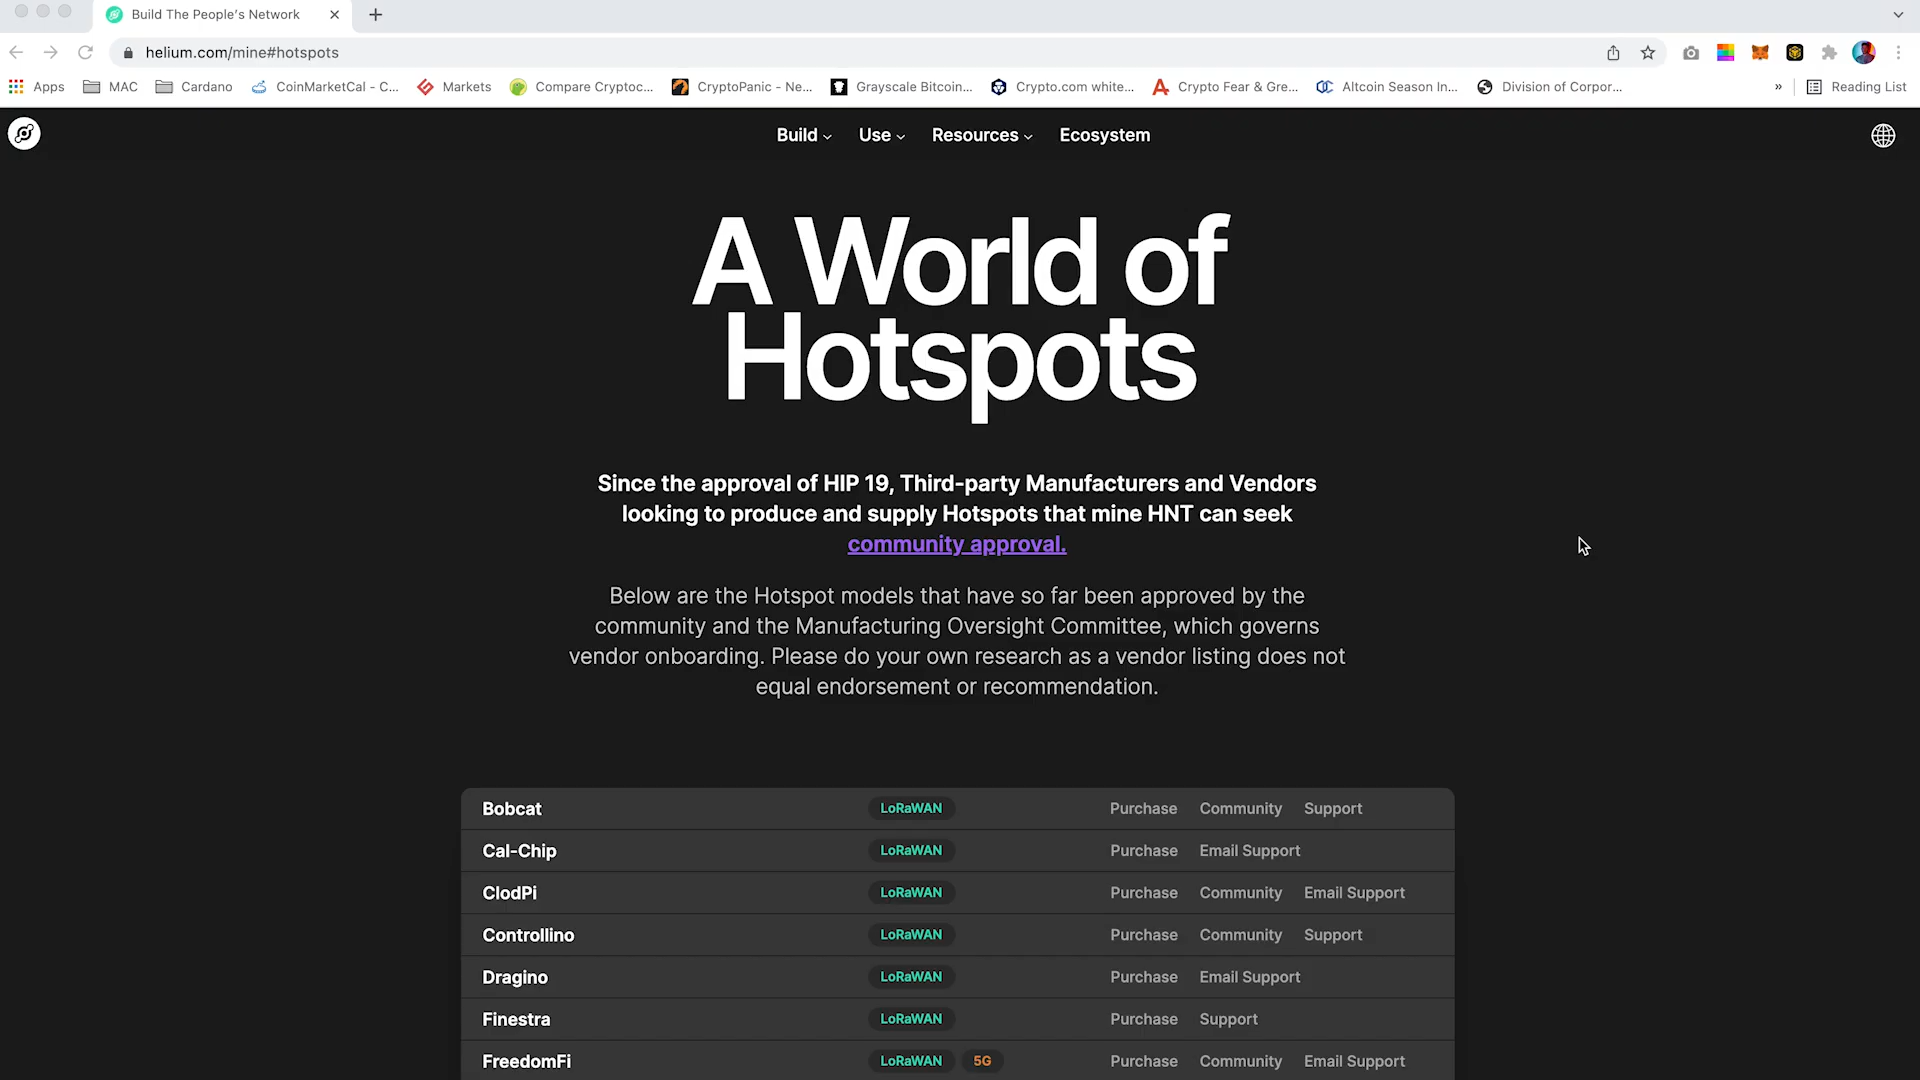 Build The People's Network
helium.com/mine#hotspots
Apps MAC Cardano CoinMarketCal - C... Markets Compare Cryptoc... CryptoPanic - Ne... Grayscale Bitcoin... Crypto.com white... Crypto Fear & Gre... Altcoin Season In... Division of Corpor... » Reading List
Build Use Resources Ecosystem
A World of
Hotspots
Since the approval of HIP 19, Third-party Manufacturers and Vendors
looking to produce and supply Hotspots that mine HNT can seek
community approval.
Below are the Hotspot models that have so far been approved by the
community and the Manufacturing Oversight Committee, which governs
vendor onboarding. Please do your own research as a vendor listing does not
equal endorsement or recommendation.
Bobcat LoRaWAN Purchase Community Support
Cal-Chip LoRaWAN Purchase Email Support
ClodPi LoRaWAN Purchase Community Email Support
Controllino LoRaWAN Purchase Community Support
Dragino LoRaWAN Purchase Email Support
Finestra LoRaWAN Purchase Support
FreedomFi LoRaWAN 5G Purchase Community Email Support